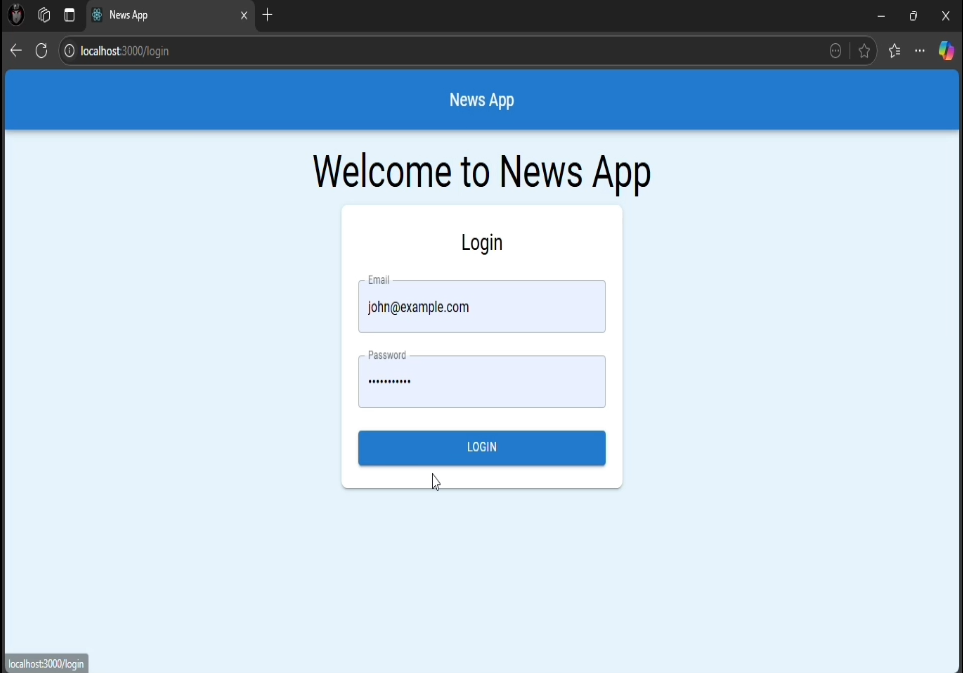 News App
localhost:3000/login
News App
Welcome to News App
Login
Email
john@example.com
Password
•••••••••••
LOGIN
localhost:3000/login